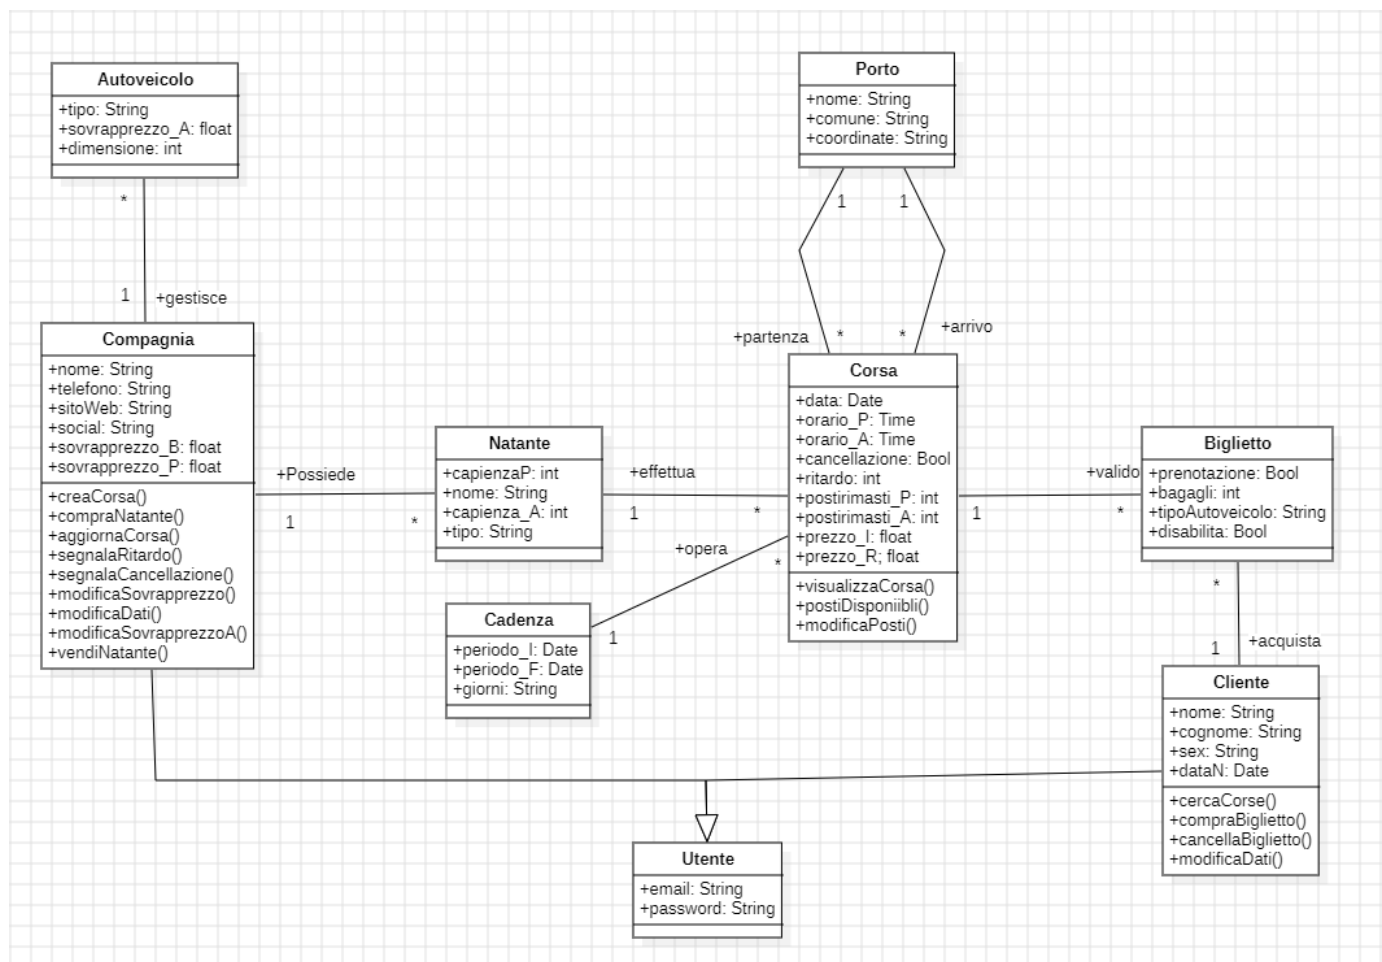 Autoveicolo
+tipo: String
+sovrapprezzo_A: float
+dimensione: int
*
1
+gestisce
Compagnia
+nome: String
+telefono: String
+sitoWeb: String
+social: String
+sovrapprezzo_B: float
+sovrapprezzo_P: float
+creaCorsa()
+compraNatante()
+aggiornaCorsa()
+segnalaRitardo()
+segnalaCancellazione()
+modificaSovrapprezzo()
+modificaDati()
+modificaSovrapprezzoA()
+vendiNatante()
+Possiede
1
*
Natante
+capienzaP: int
+nome: String
+capienza_A: int
+tipo: String
+effettua
1
*
Cadenza
+periodo_I: Date
+periodo_F: Date
+giorni: String
+opera
*
1
Porto
+nome: String
+comune: String
+coordinate: String
1
1
+partenza
*
*
+arrivo
Corsa
+data: Date
+orario_P: Time
+orario_A: Time
+cancellazione: Bool
+ritardo: int
+postirimasti_P: int
+postirimasti_A: int
+prezzo_I: float
+prezzo_R; float
+visualizzaCorsa()
+postiDisponiibli()
+modificaPosti()
+valido
1
*
Biglietto
+prenotazione: Bool
+bagagli: int
+tipoAutoveicolo: String
+disabilita: Bool
*
1
+acquista
Cliente
+nome: String
+cognome: String
+sex: String
+dataN: Date
+cercaCorse()
+compraBiglietto()
+cancellaBiglietto()
+modificaDati()
Utente
+email: String
+password: String